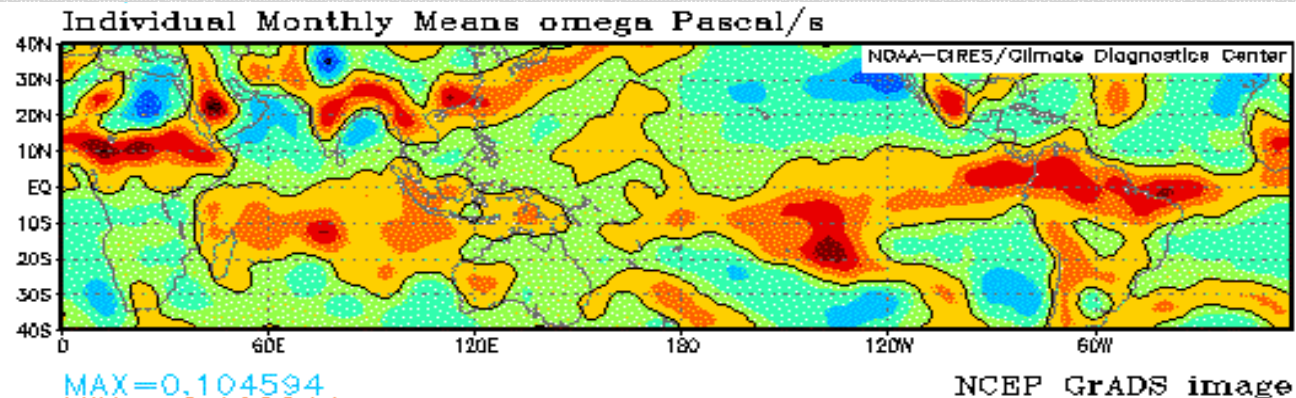 Individual Monthly Means omega Pascal/s
NOAA-CIRES/Climate Diagnostics Center
40N
30N
20N
10N
EQ
10S
20S
30S
40S
0 60E 120E 180 120W 60W
MAX=0.104594
NCEP GrADS image